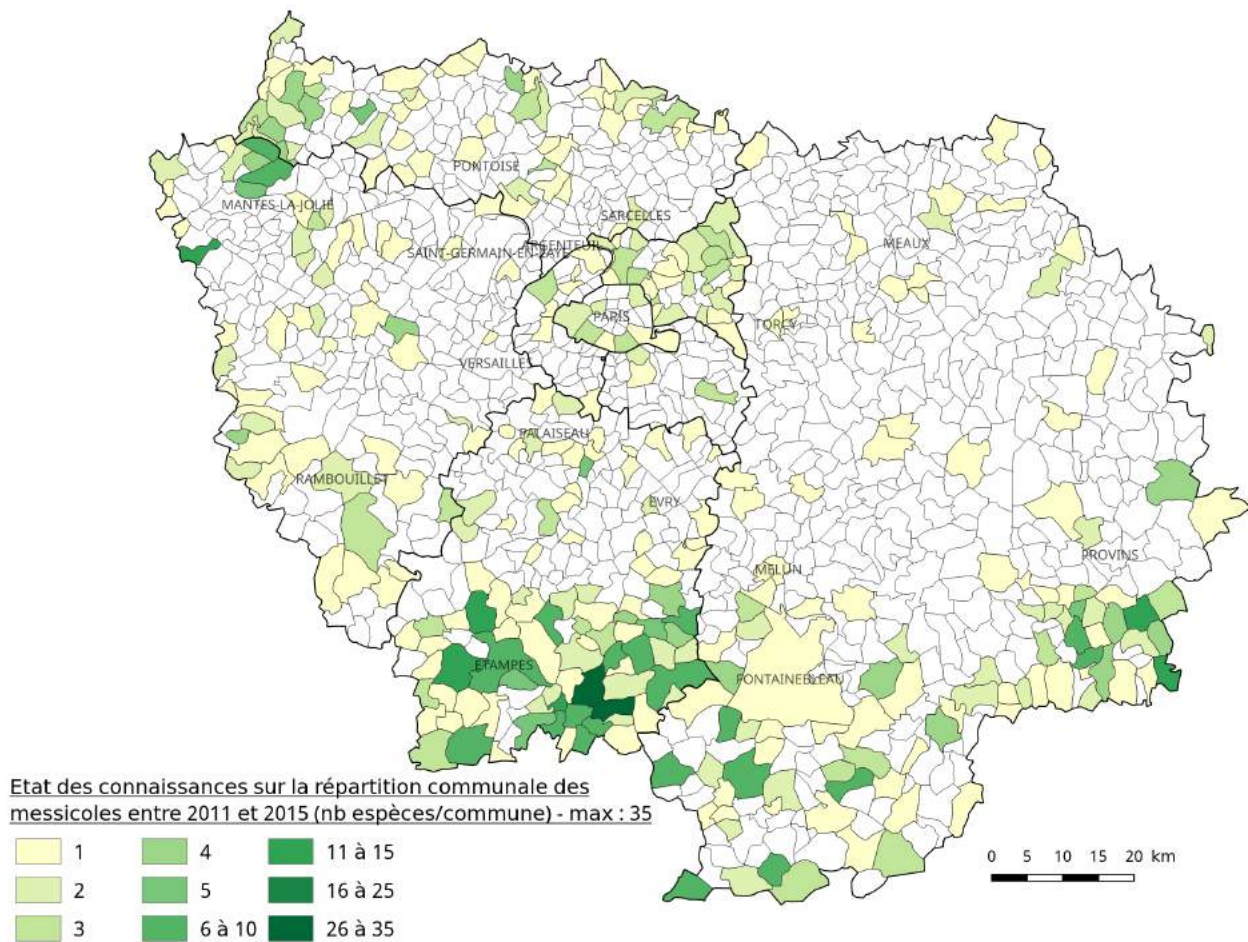 PONTOISE
MANTES-LA-JOLIE
SARCELLES
ARGENTEUIL
SAINT-GERMAIN-EN-LAYE
MEAUX
PARIS
TORCY
VERSAILLES
PALAISEAU
RAMBOUILLET
EVRY
PROVINS
MELUN
ETAMPES
FONTAINEBLEAU
Etat des connaissances sur la répartition communale des
messicoles entre 2011 et 2015 (nb espèces/commune) - max : 35
1 4 11 à 15
2 5 16 à 25
3 6 à 10 26 à 35
0 5 10 15 20 km